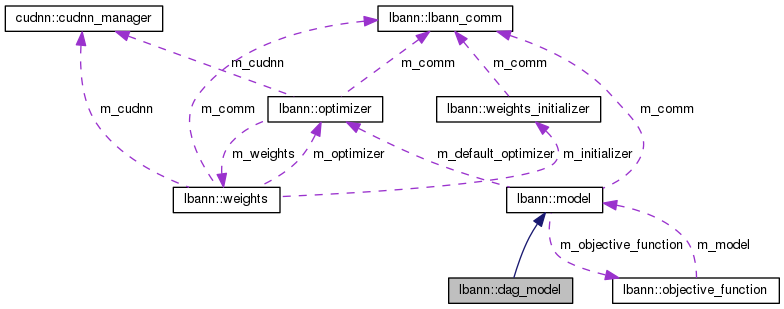 cudnn::cudnn_manager
lbann::lbann_comm
m_cudnn
m_comm
m_comm
m_cudnn
m_comm
lbann::optimizer
lbann::weights_initializer
m_comm
m_weights
m_optimizer
m_default_optimizer
m_initializer
lbann::weights
lbann::model
m_objective_function
m_model
lbann::dag_model
lbann::objective_function